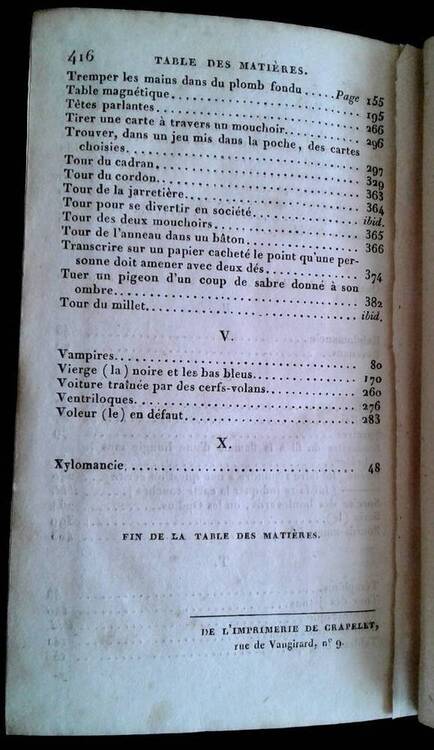 416 TABLE DES MATIÈRES.
Tremper les mains dans du plomb fondu.....Page 155
Table magnétique........................ 195
Têtes parlantes......................... 266
Tirer une carte à travers un mouchoir........ 296
Trouver, dans un jeu mis dans la poche, des cartes
choisies............................. 297
Tour du cadran......................... 329
Tour du cordon......................... 363
Tour de la jarretière..................... 364
Tour pour se divertir en société............ ibid.
Tour des deux mouchoirs................. 365
Tour de l'anneau dans un bâton............ 366
Transcrire sur un papier cacheté le point qu'une per-
sonne doit amener avec deux dés........... 374
Tuer un pigeon d'un coup de sabre donné à son
ombre............................... 382
Tour du millet.......................... ibid.
V.
Vampires............................... 80
Vierge (la) noire et les bas bleus............ 170
Voiture traînée par des cerfs-volans.......... 260
Ventriloques............................ 276
Voleur (le) en défaut..................... 283
X.
Xylomancie............................. 48
FIN DE LA TABLE DES MATIÈRES.
DE L'IMPRIMERIE DE CRAPELET,
rue de Vaugirard, n° 9.